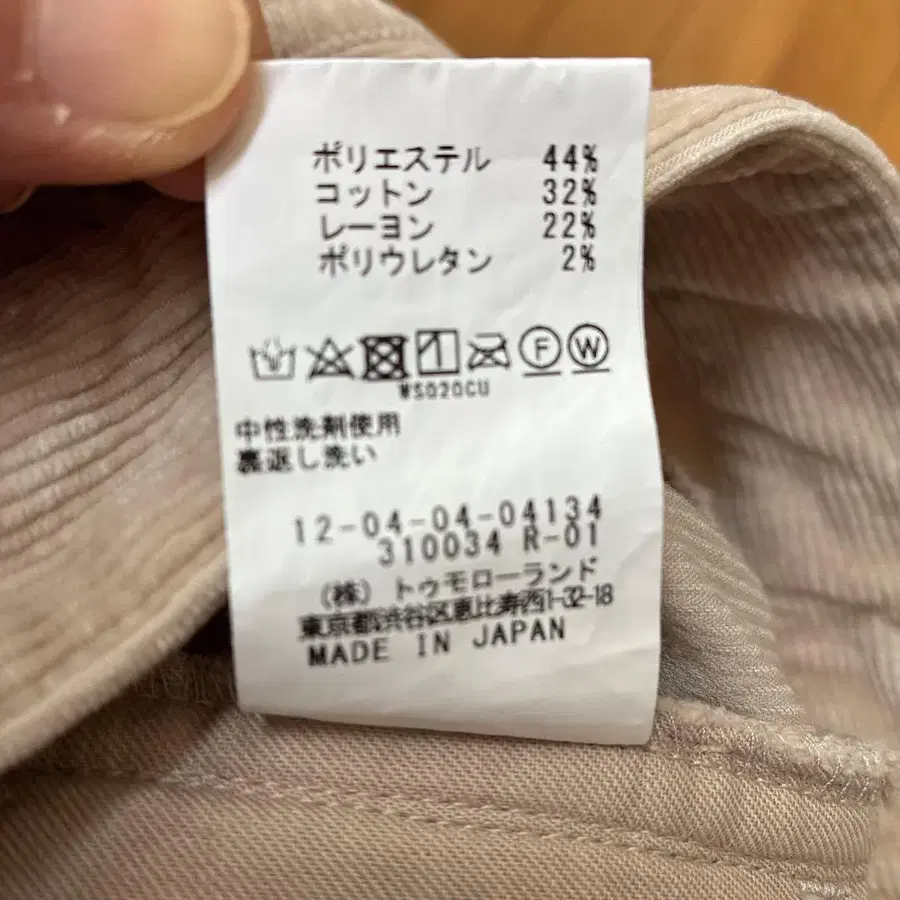 ポリエステル 44%
コットン 32%
レーヨン 22%
ポリウレタン 2%
F W
WS020CU
中性洗剤使用
裏返し洗い
12-04-04-04134
310034 R-01
(株) トゥモローランド
東京都渋谷区恵比寿西1-32-18
MADE IN JAPAN